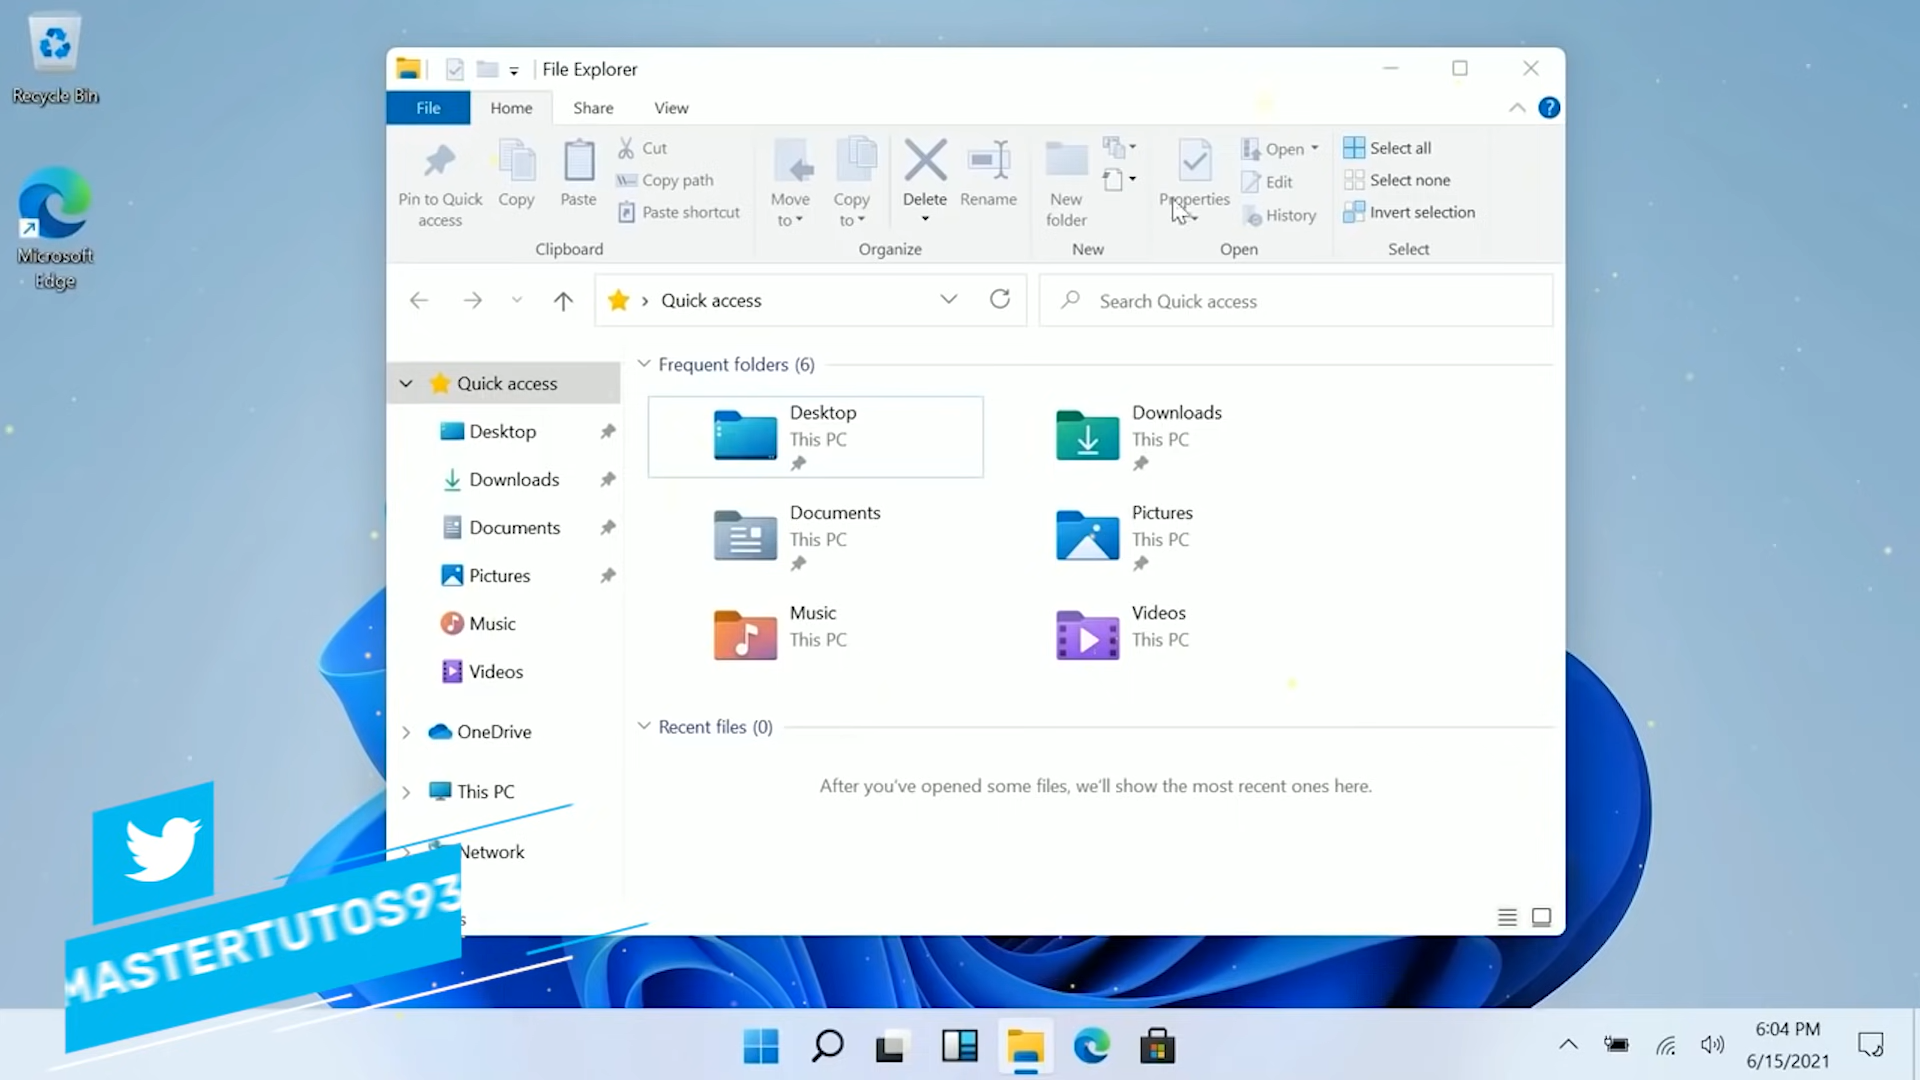 Recycle Bin
Microsoft
Edge
File Explorer
File
Home
Share
View
?
Pin to Quick
access
Copy
Paste
Cut
Copy path
Paste shortcut
Clipboard
Move
to
Copy
to
Delete
Rename
Organize
New
folder
New
Properties
Open
Edit
History
Open
Select all
Select none
Invert selection
Select
Quick access
Search Quick access
Quick access
Desktop
Downloads
Documents
Pictures
Music
Videos
OneDrive
This PC
Network
Frequent folders (6)
Desktop
This PC
Downloads
This PC
Documents
This PC
Pictures
This PC
Music
This PC
Videos
This PC
Recent files (0)
After you've opened some files, we'll show the most recent ones here.
MASTERTUTOS93
6:04 PM
6/15/2021